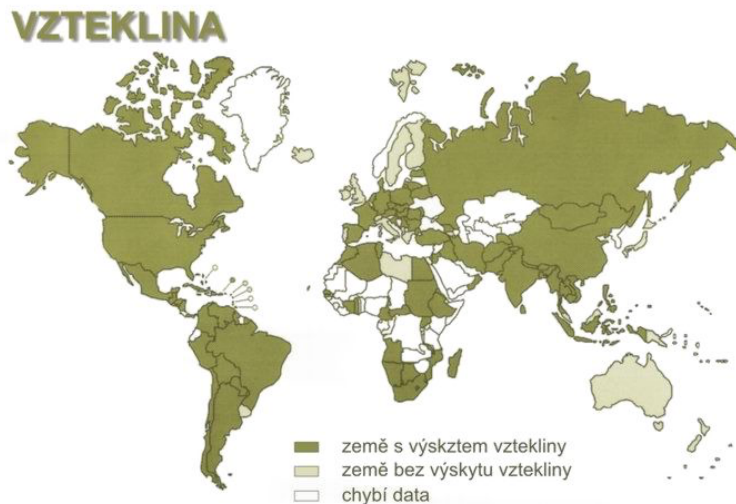 VZTEKLINA
země s výskztem vztekliny
země bez výskytu vztekliny
chybí data